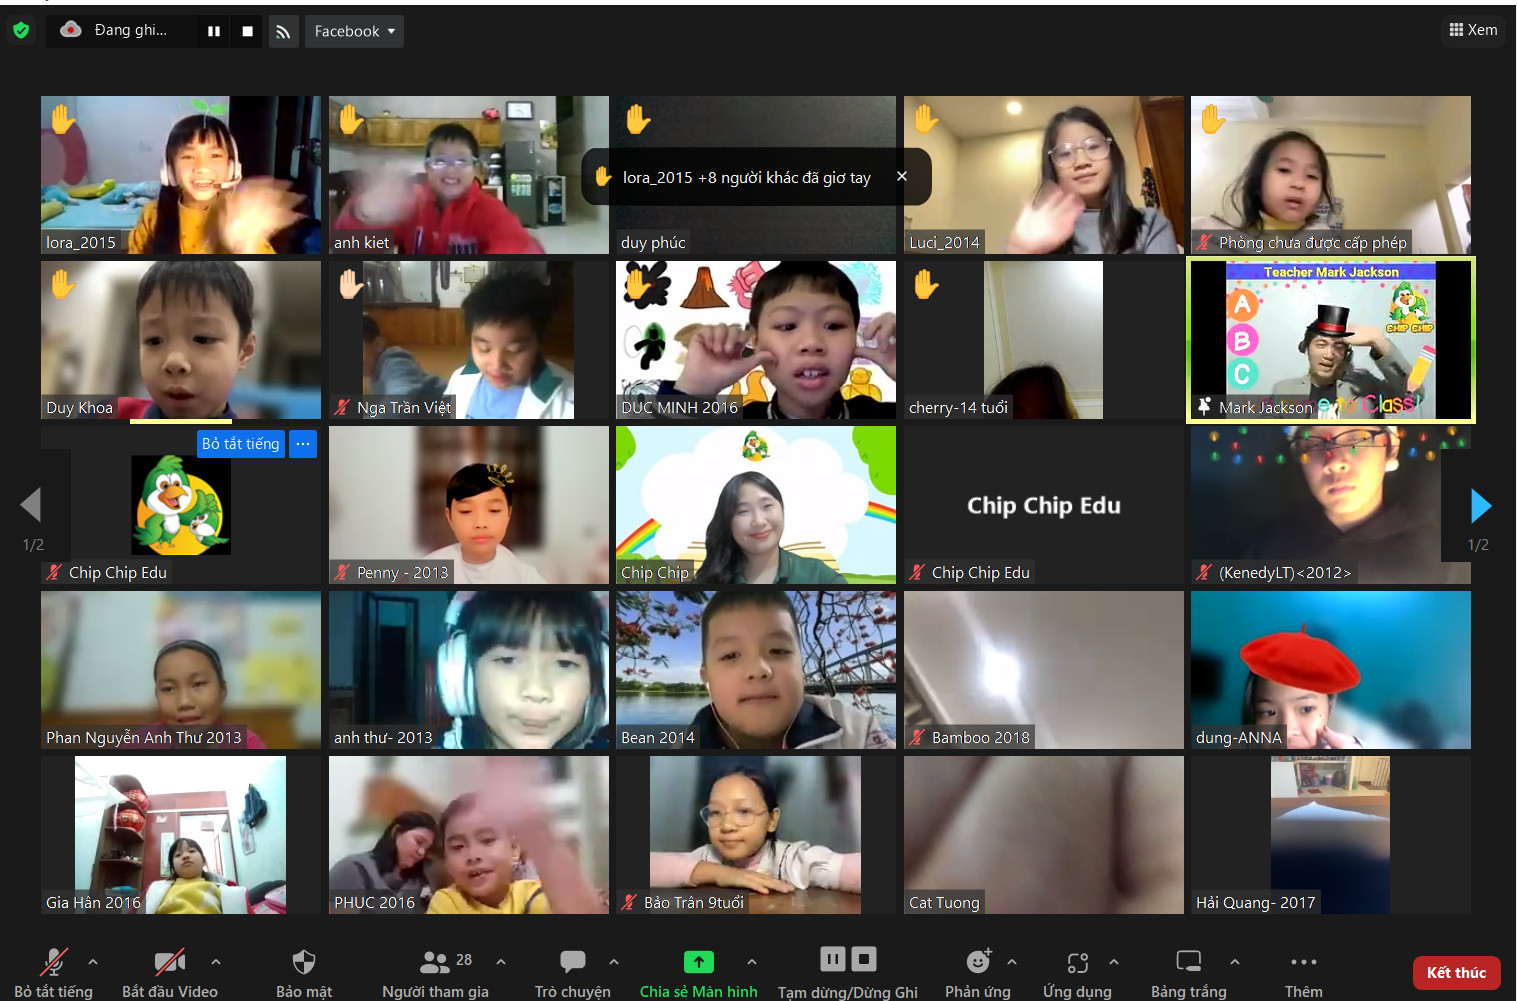 Đang ghi...
Facebook
Xem
lora_2015
anh kiet
duy phúc
Luci_2014
Phòng chưa được cấp phép
lora_2015 +8 người khác đã giơ tay
Duy Khoa
Nga Trần Việt
DUC MINH 2016
cherry-14 tuổi
Teacher Mark Jackson
A
B
C
CHIP CHIP
Mark Jackson
Class!
Bỏ tắt tiếng
1/2
Chip Chip Edu
Penny - 2013
Chip Chip
Chip Chip Edu
Chip Chip Edu
(KenedyLT)<2012>
1/2
Phan Nguyễn Anh Thư 2013
anh thư- 2013
Bean 2014
Bamboo 2018
dung-ANNA
Gia Hân 2016
PHUC 2016
Bảo Trân 9tuổi
Cat Tuong
Hải Quang- 2017
28
Bỏ tắt tiếng
Bắt đầu Video
Bảo mật
Người tham gia
Trò chuyện
Chia sẻ Màn hình
Tạm dừng/Dừng Ghi
Phản ứng
Ứng dụng
Bảng trắng
Thêm
Kết thúc